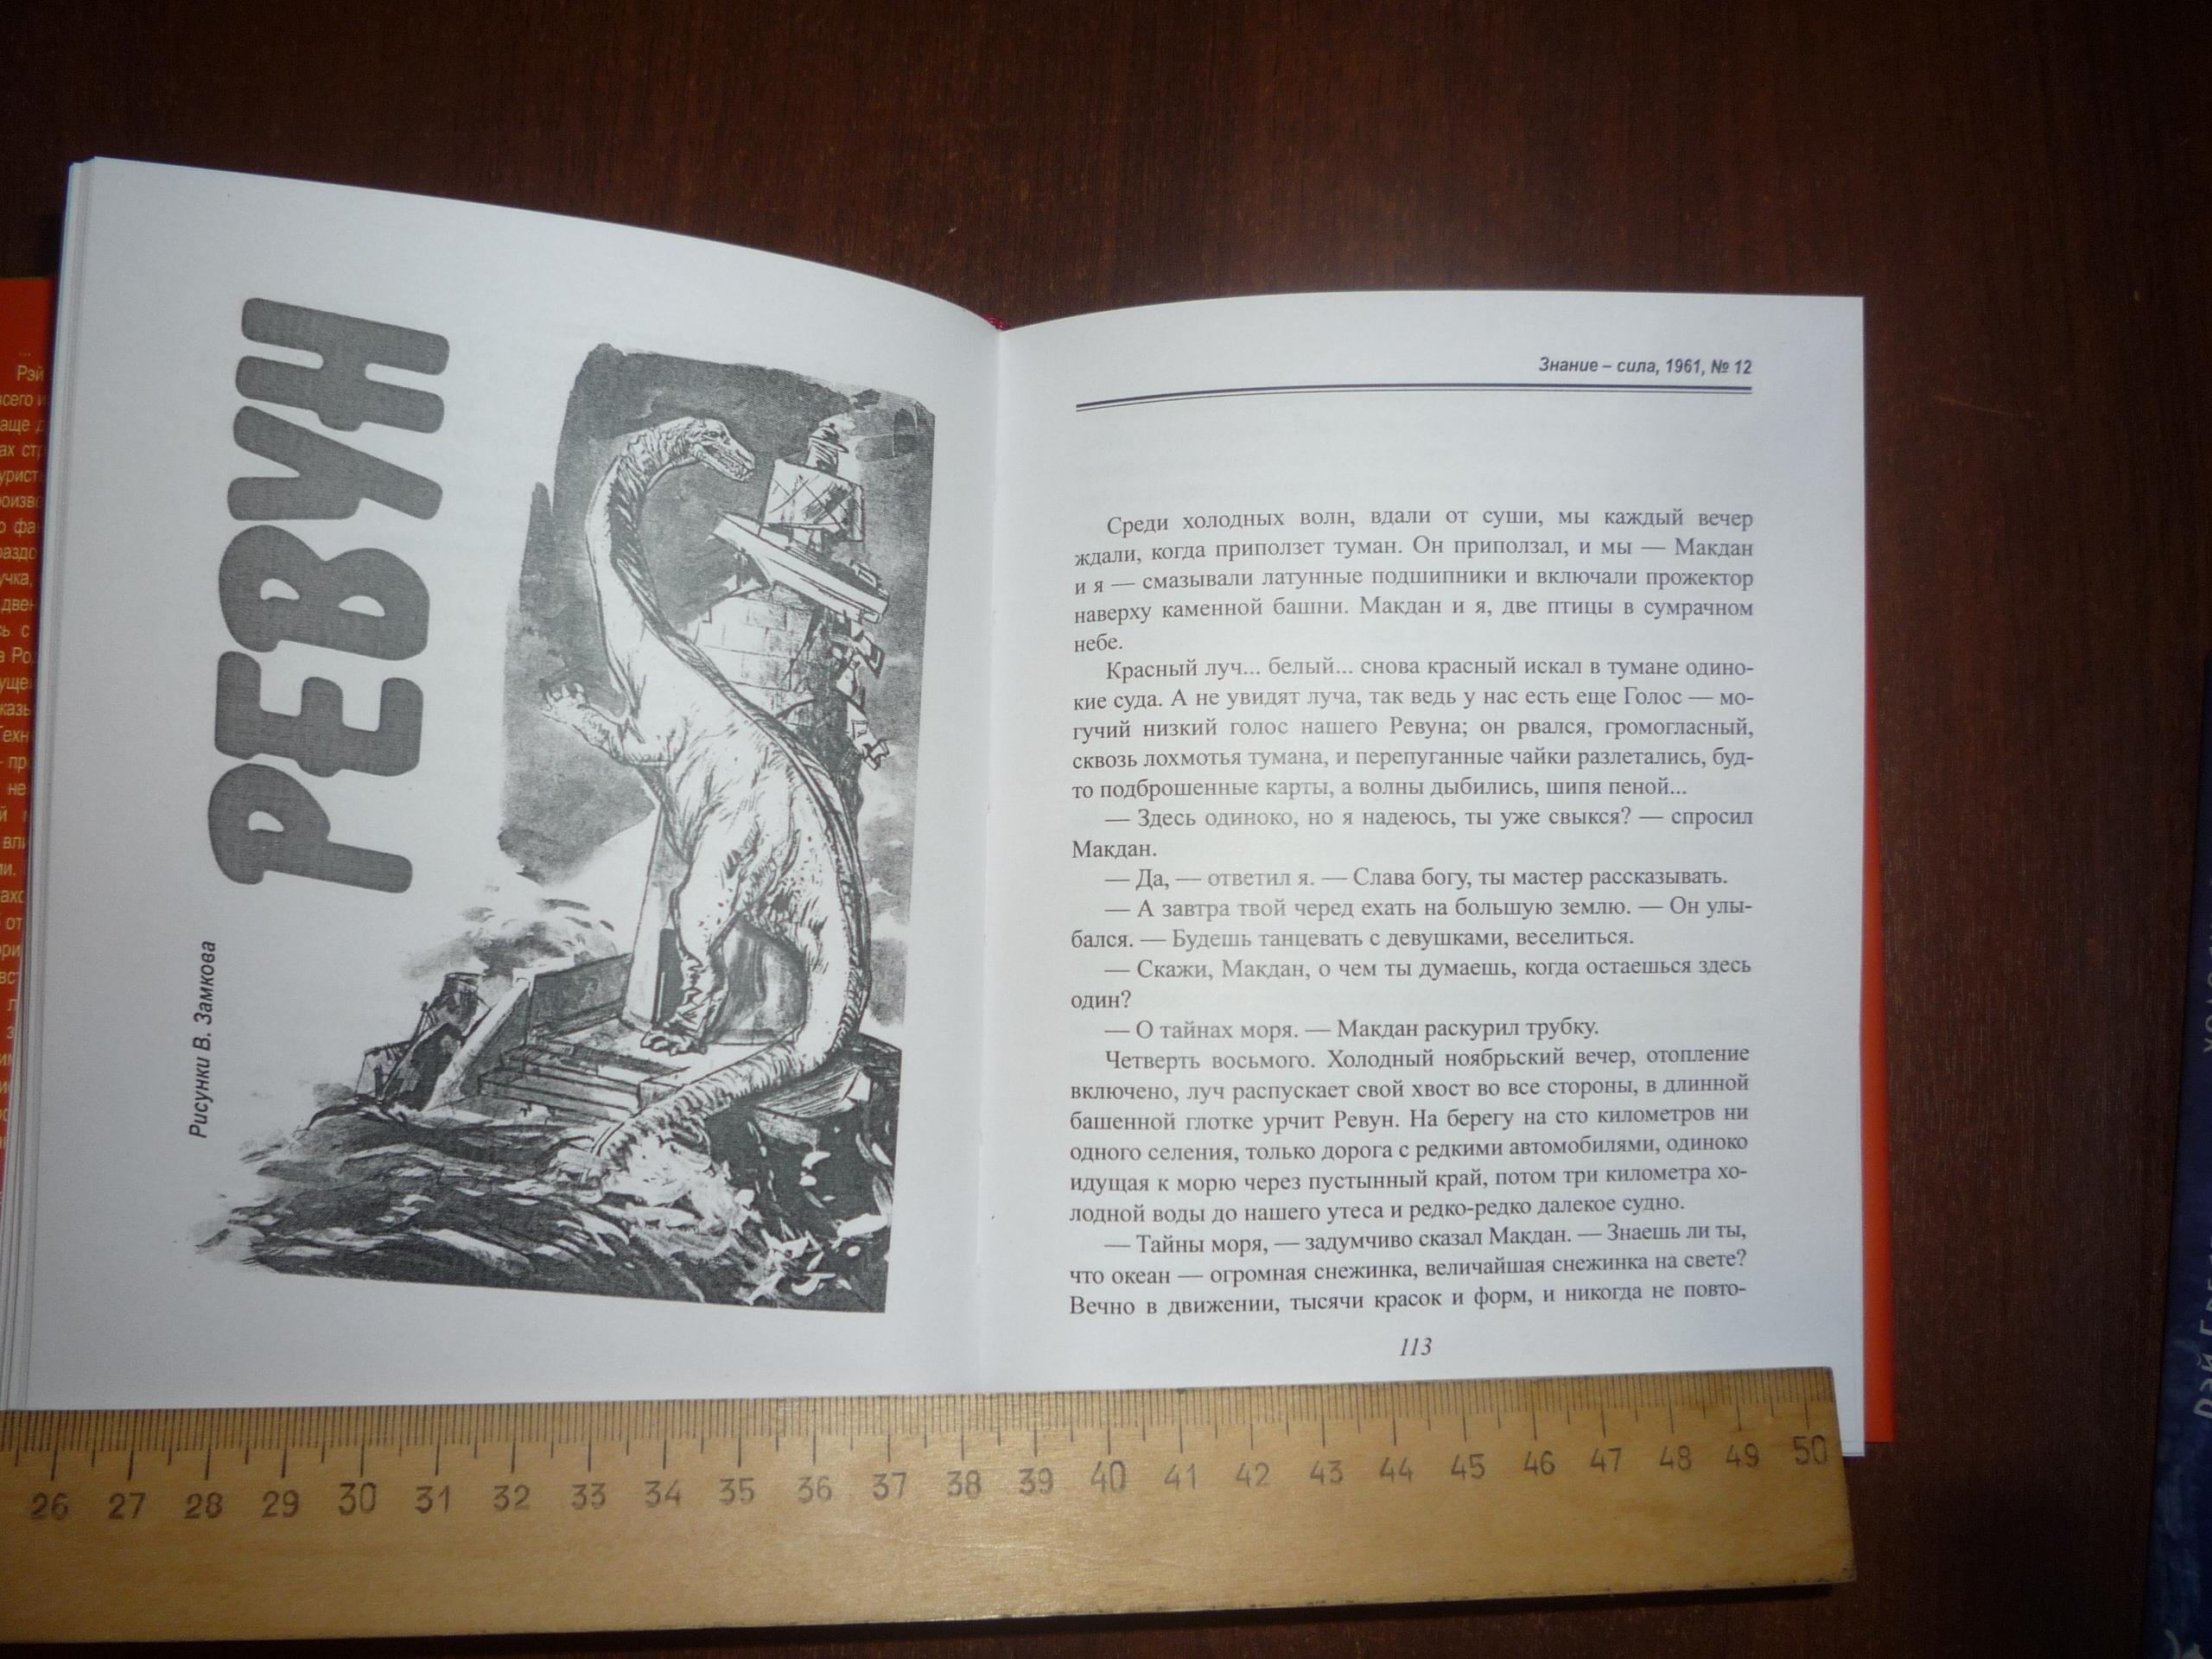 РЕВУН
Рисунки В. Замкова
Знание – сила, 1961, № 12
Среди холодных волн, вдали от суши, мы каждый вечер
ждали, когда приползет туман. Он приползал, и мы — Макдан
и я — смазывали латунные подшипники и включали прожектор
наверху каменной башни. Макдан и я, две птицы в сумрачном
небе.
Красный луч... белый... снова красный искал в тумане одино-
кие суда. А не увидят луча, так ведь у нас есть еще Голос — мо-
гучий низкий голос нашего Ревуна; он рвался, громогласный,
сквозь лохмотья тумана, и перепуганные чайки разлетались, буд-
то подброшенные карты, а волны дыбились, шипя пеной...
— Здесь одиноко, но я надеюсь, ты уже свыкся? — спросил
Макдан.
— Да, — ответил я. — Слава богу, ты мастер рассказывать.
— А завтра твой черед ехать на большую землю. — Он улы-
бался. — Будешь танцевать с девушками, веселиться.
— Скажи, Макдан, о чем ты думаешь, когда остаешься здесь
один?
— О тайнах моря. — Макдан раскурил трубку.
Четверть восьмого. Холодный ноябрьский вечер, отопление
включено, луч распускает свой хвост во все стороны, в длинной
башенной глотке урчит Ревун. На берегу на сто километров ни
одного селения, только дорога с редкими автомобилями, одиноко
идущая к морю через пустынный край, потом три километра хо-
лодной воды до нашего утеса и редко-редко далекое судно.
— Тайны моря, — задумчиво сказал Макдан. — Знаешь ли ты,
что океан — огромная снежинка, величайшая снежинка на свете?
Вечно в движении, тысячи красок и форм, и никогда не повто-
113
26 27 28 29 30 31 32 33 34 35 36 37 38 39 40 41 42 43 44 45 46 47 48 49 50